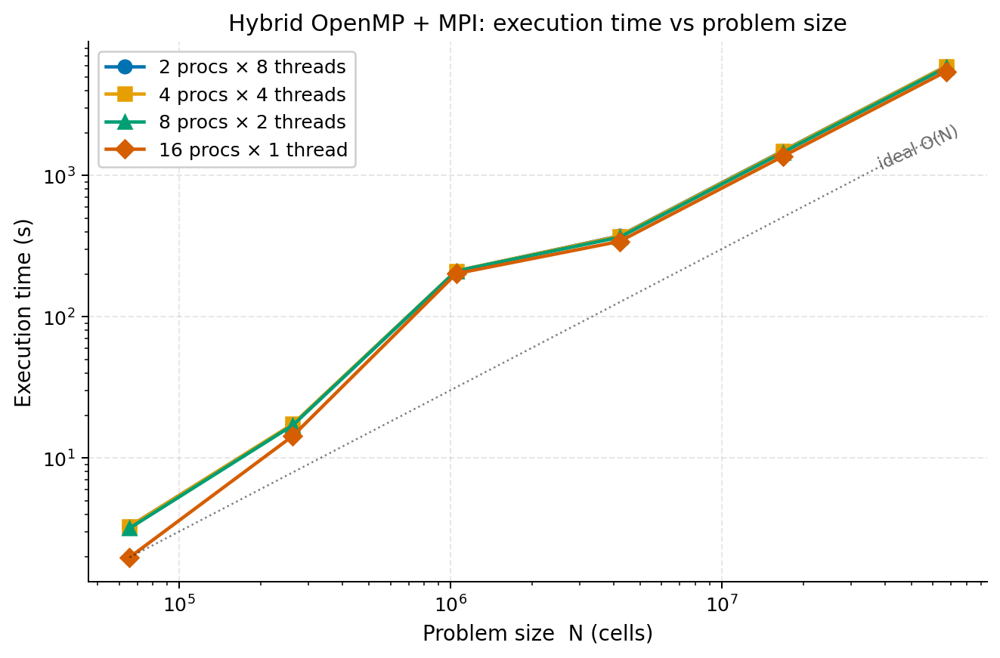 Hybrid OpenMP + MPI: execution time vs problem size
2 procs × 8 threads
4 procs × 4 threads
8 procs × 2 threads
16 procs × 1 thread
ideal O(N)
Execution time (s)
10³
10²
10¹
10⁵ 10⁶ 10⁷
Problem size N (cells)